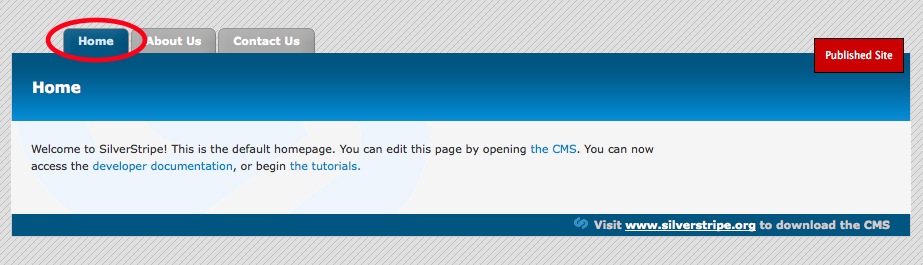 Home About Us Contact Us
Published Site
Home
Welcome to SilverStripe! This is the default homepage. You can edit this page by opening the CMS. You can now
access the developer documentation, or begin the tutorials.
Visit www.silverstripe.org to download the CMS